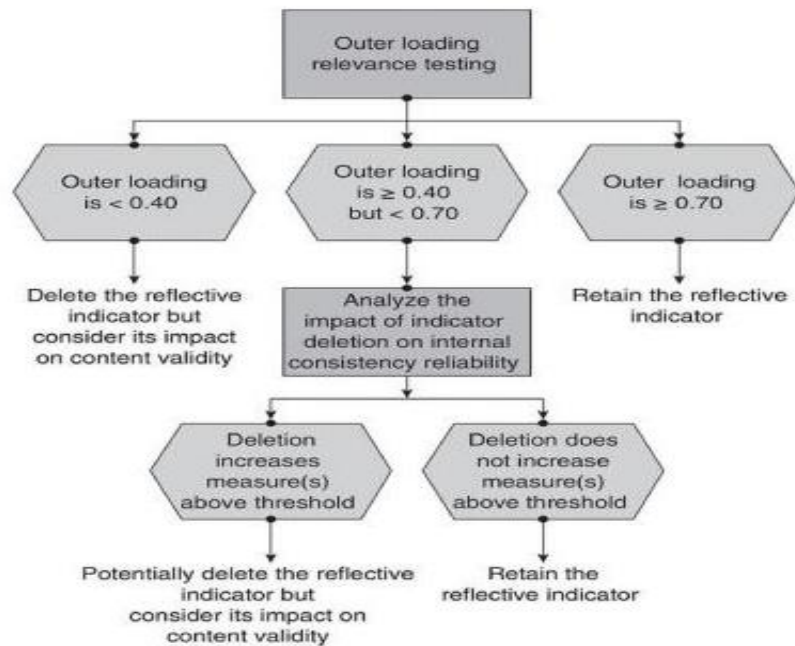 Outer loading
relevance testing
Outer loading
is < 0.40
Outer loading
is ≥ 0.40
but < 0.70
Outer loading
is ≥ 0.70
Delete the reflective
indicator but
consider its impact
on content validity
Analyze the
impact of indicator
deletion on internal
consistency reliability
Retain the reflective
indicator
Deletion
increases
measure(s)
above threshold
Deletion does
not increase
measure(s)
above threshold
Potentially delete the reflective
indicator but
consider its impact on
content validity
Retain the
reflective indicator